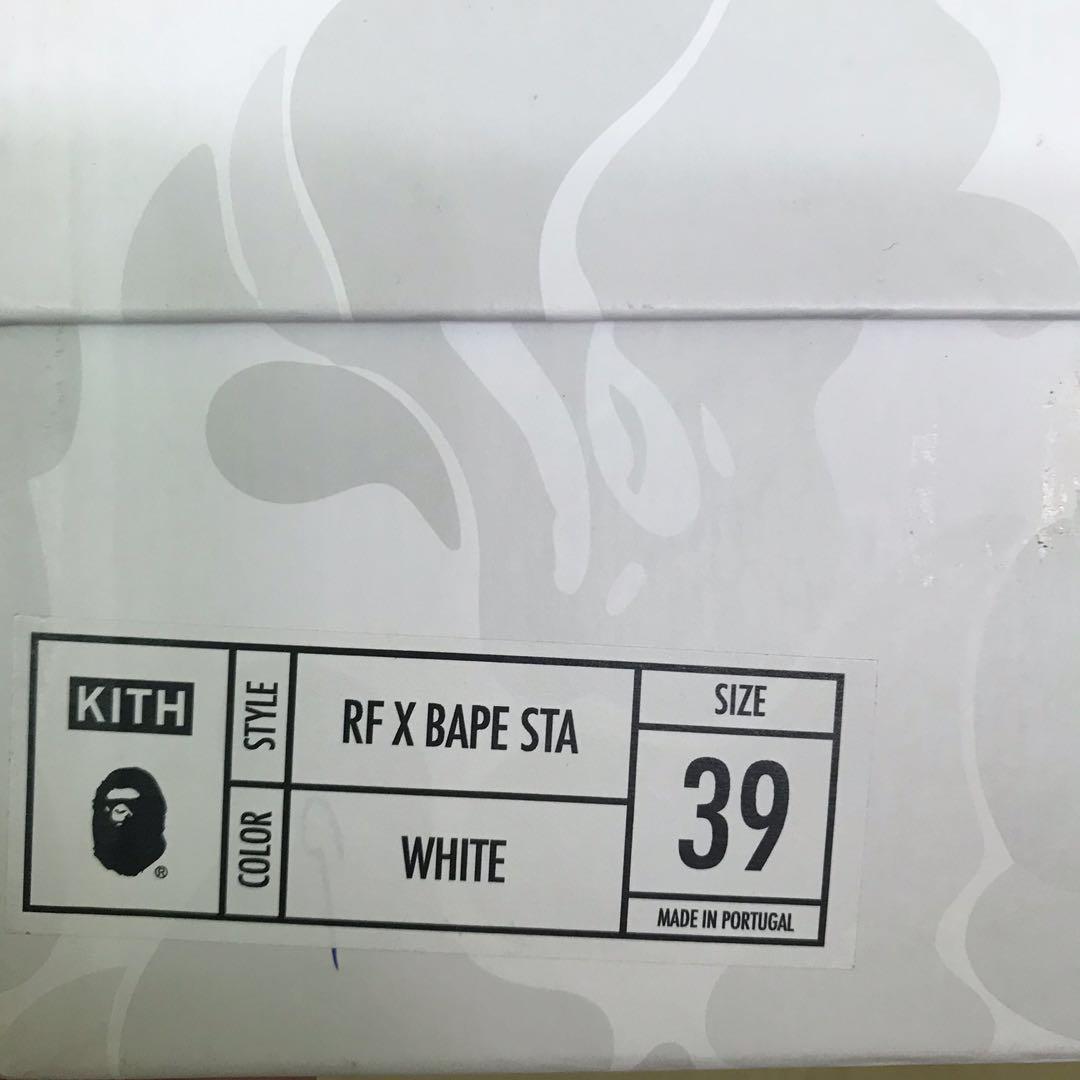 KITH
®
STYLE
RF X BAPE STA
COLOR
WHITE
SIZE
39
MADE IN PORTUGAL